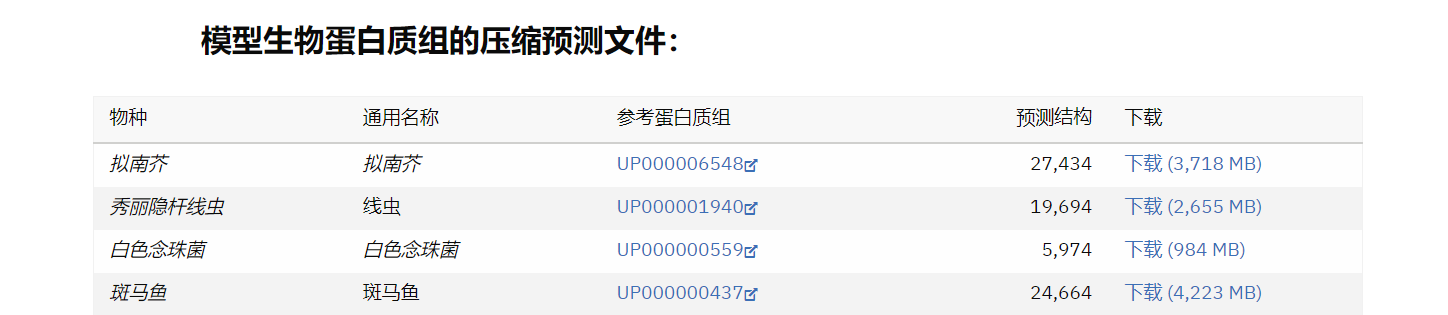 模型生物蛋白质组的压缩预测文件：
物种 通用名称 参考蛋白质组 预测结构 下载
拟南芥 拟南芥 UP000006548 27,434 下载 (3,718 MB)
秀丽隐杆线虫 线虫 UP000001940 19,694 下载 (2,655 MB)
白色念珠菌 白色念珠菌 UP000000559 5,974 下载 (984 MB)
斑马鱼 斑马鱼 UP000000437 24,664 下载 (4,223 MB)